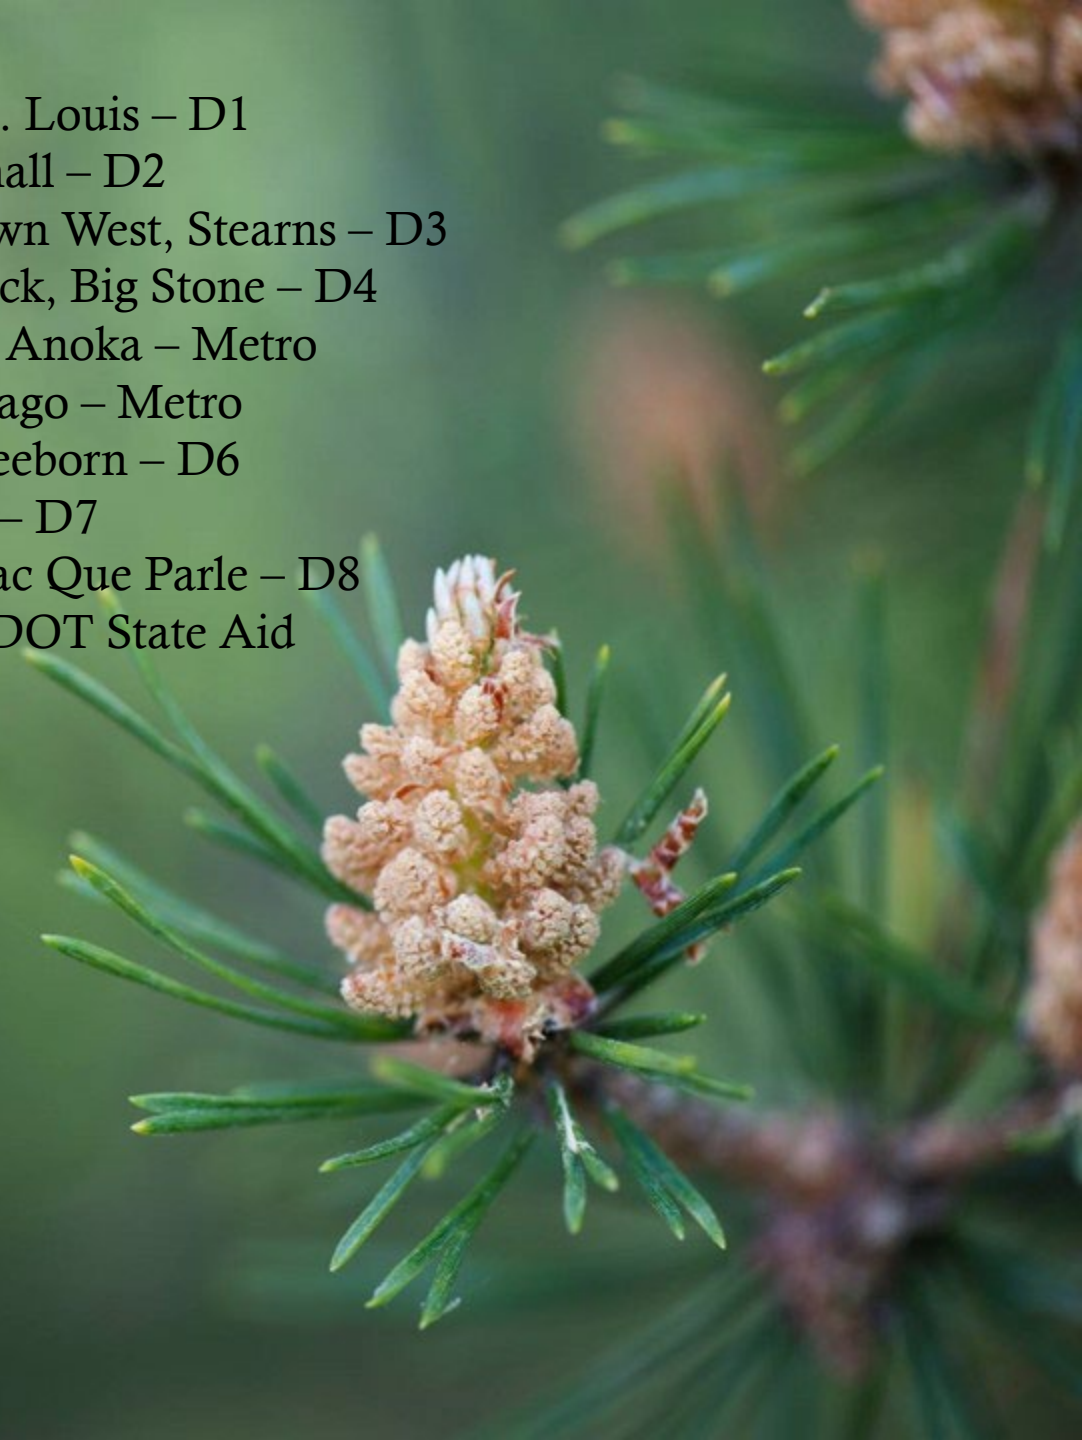 . Louis – D1
all – D2
wn West, Stearns – D3
ck, Big Stone – D4
Anoka – Metro
ago – Metro
eeborn – D6
– D7
ac Que Parle – D8
DOT State Aid